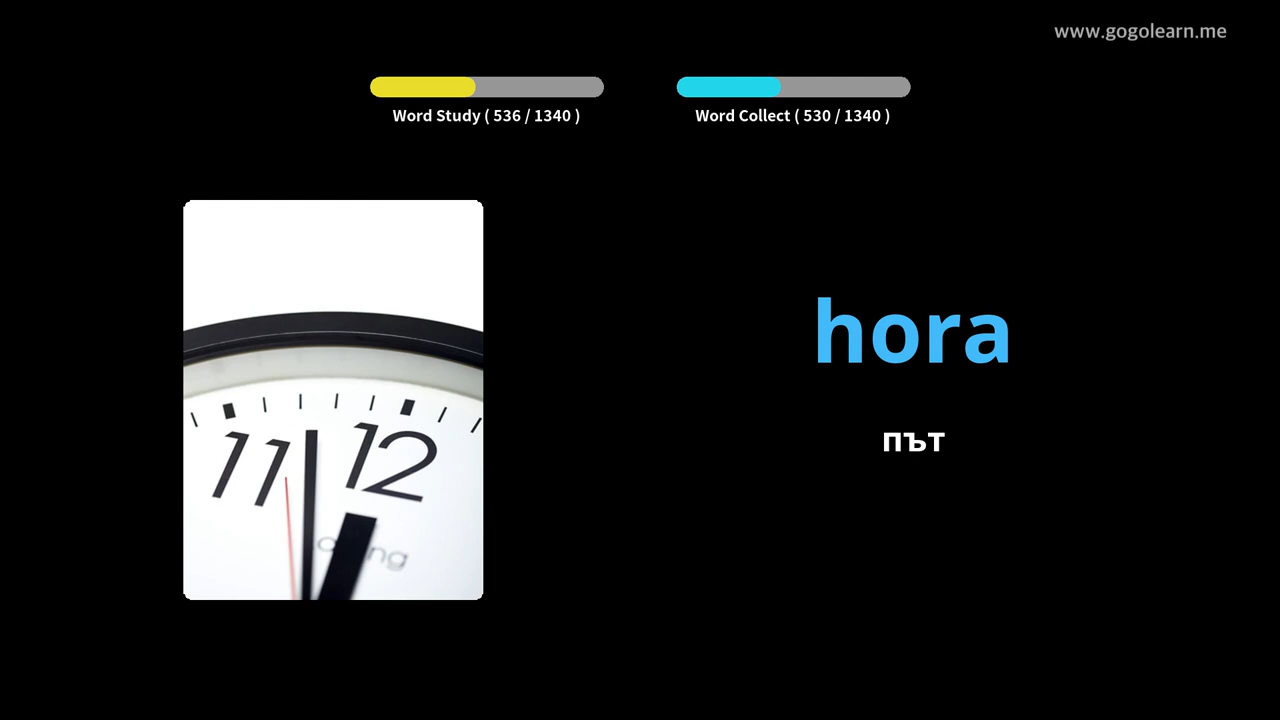 www.gogolearn.me
Word Study ( 536 / 1340 )
Word Collect ( 530 / 1340 )
11
12
hora
път